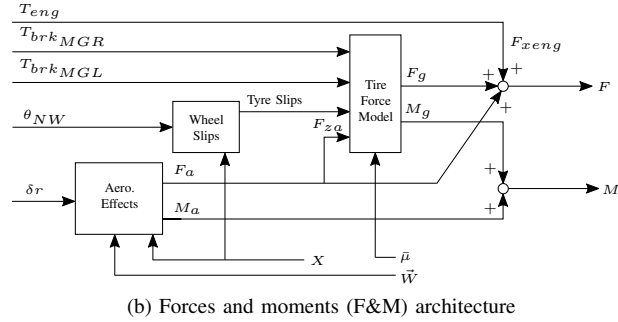 T_eng
F_xeng
T_brk_MGR
T_brk_MGL
F_g
+
+
F
Tire
Force
Model
Tyre Slips
+
M_g
θ_NW
Wheel
Slips
F_za
F_a
+
δr
Aero.
Effects
M
M_a
+
X
μ̄
W⃗
(b) Forces and moments (F&M) architecture